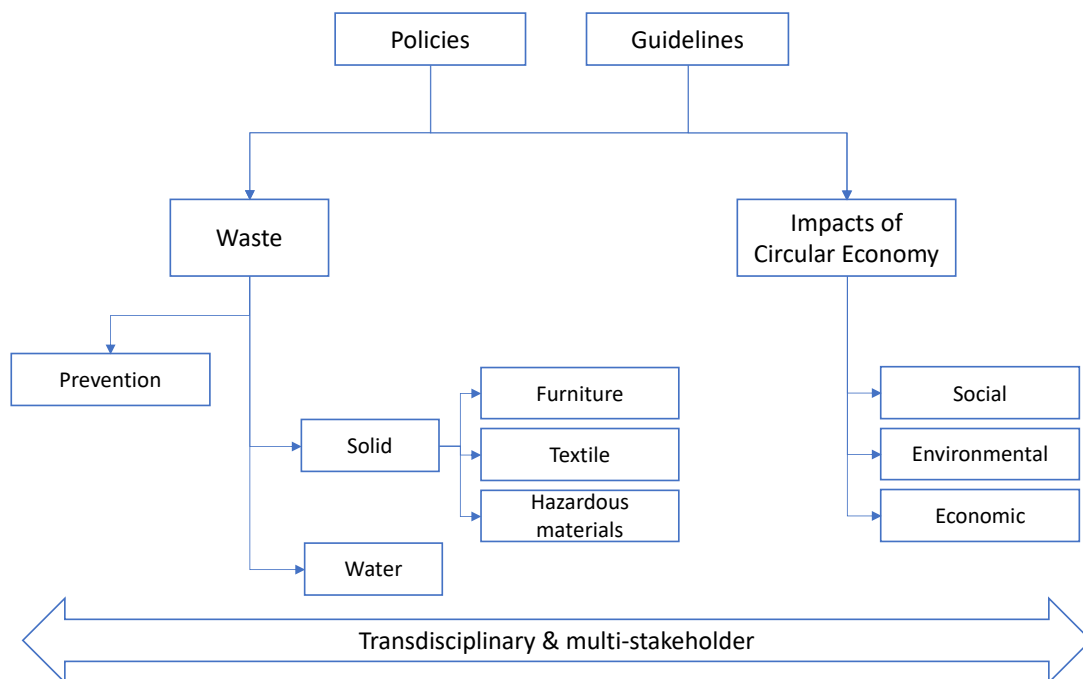 Policies
Guidelines
Waste
Impacts of
Circular Economy
Prevention
Solid
Water
Furniture
Textile
Hazardous
materials
Social
Environmental
Economic
Transdisciplinary & multi-stakeholder